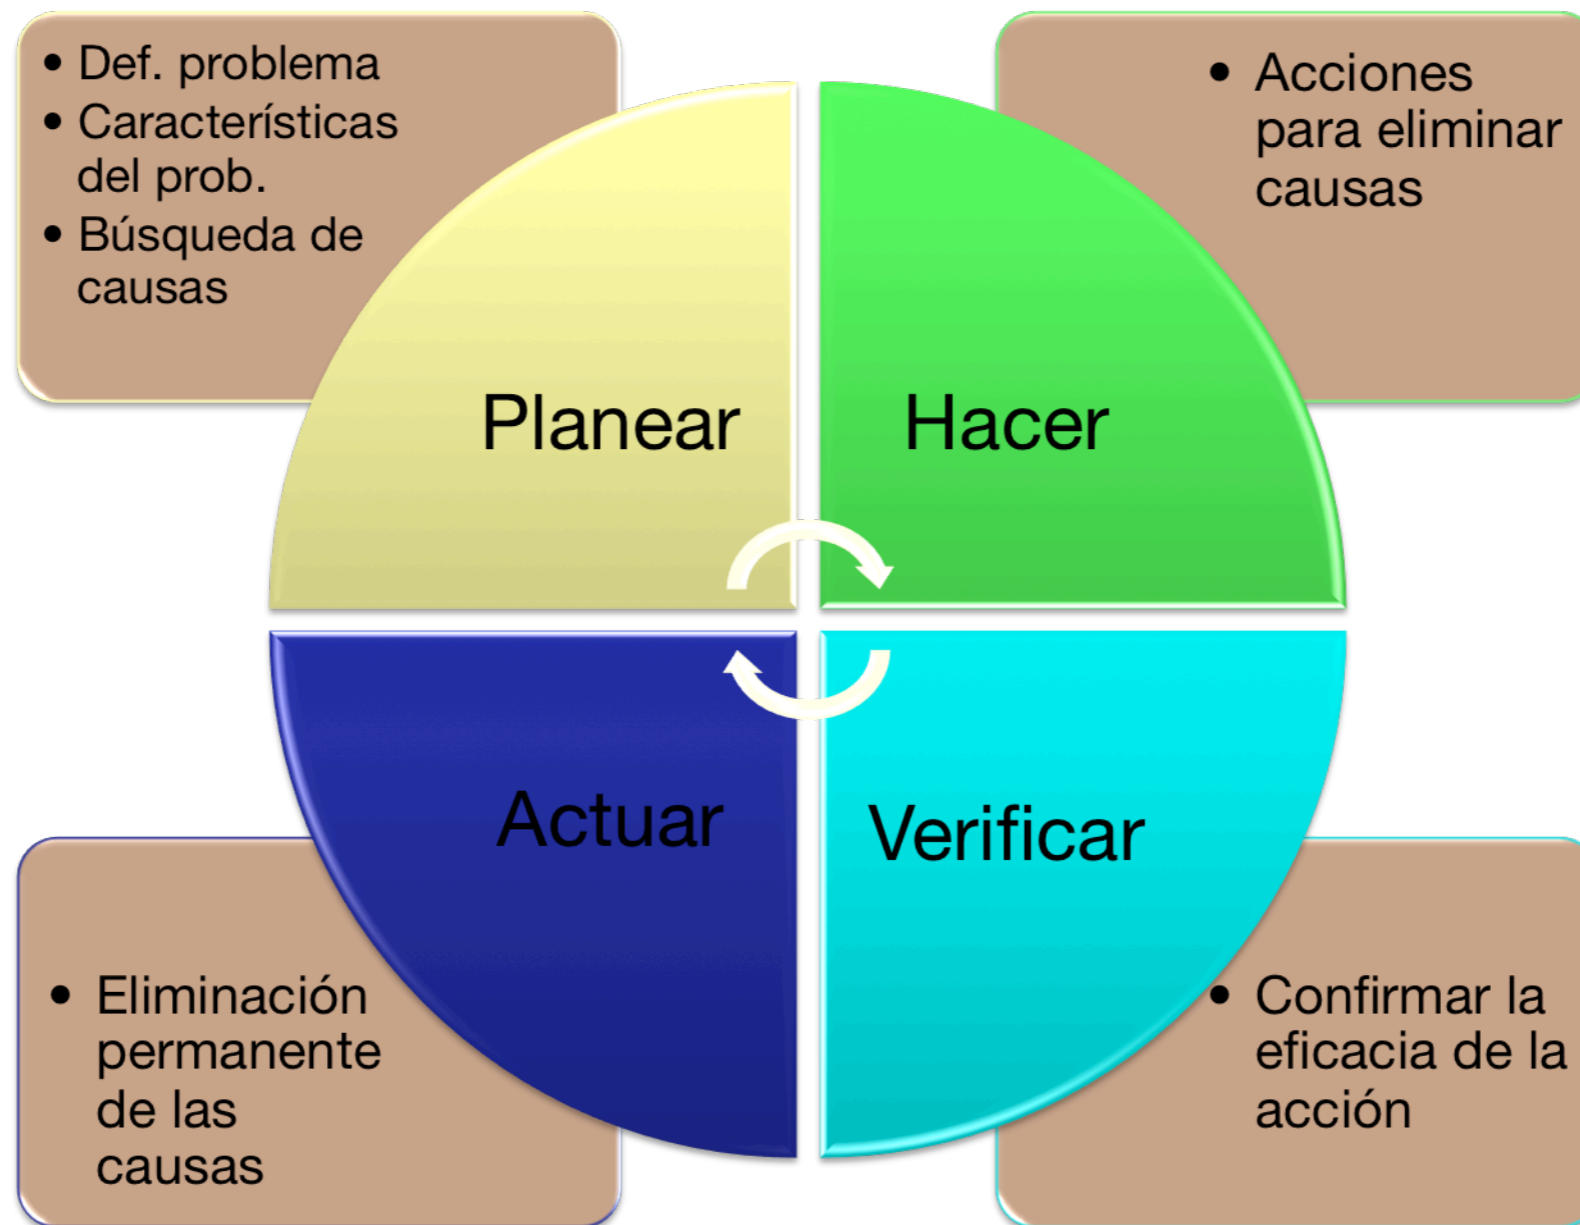 • Def. problema
• Características
del prob.
• Búsqueda de
causas
Planear
• Acciones
para eliminar
causas
Hacer
Actuar
• Eliminación
permanente
de las
causas
Verificar
• Confirmar la
eficacia de la
acción